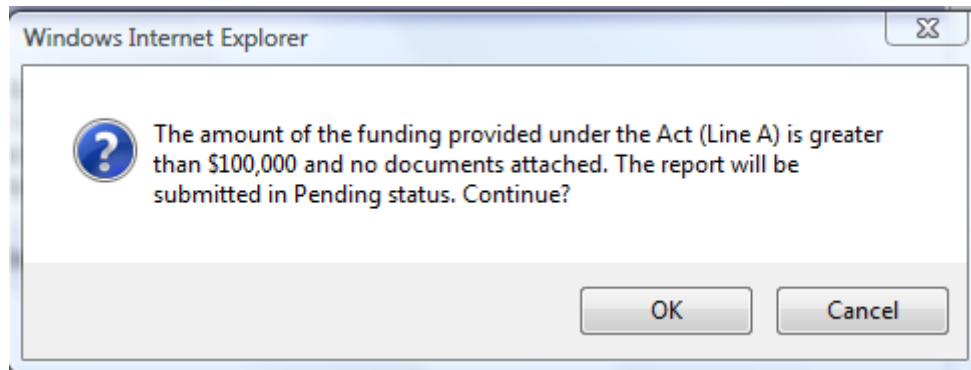 Windows Internet Explorer
The amount of the funding provided under the Act (Line A) is greater
than $100,000 and no documents attached. The report will be
submitted in Pending status. Continue?
OK
Cancel